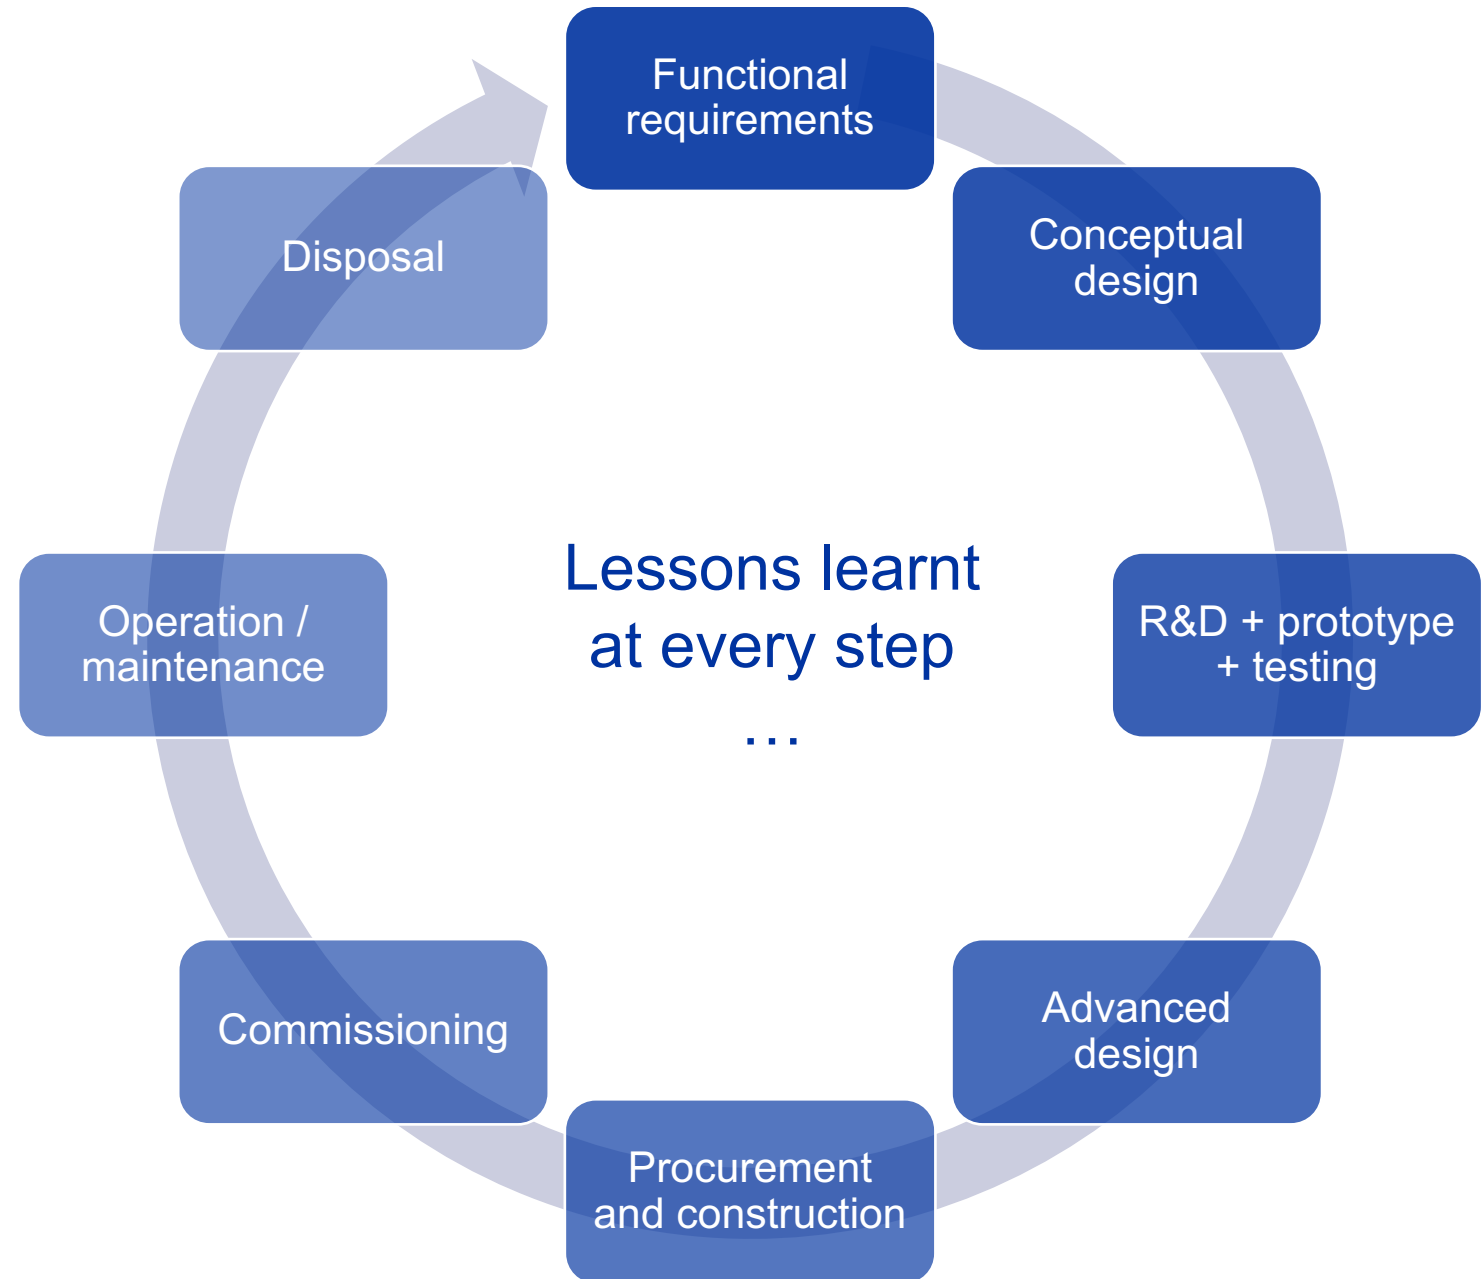 Functional
requirements
Conceptual
design
R&D + prototype
+ testing
Advanced
design
Procurement
and construction
Commissioning
Operation /
maintenance
Disposal
Lessons learnt
at every step
…